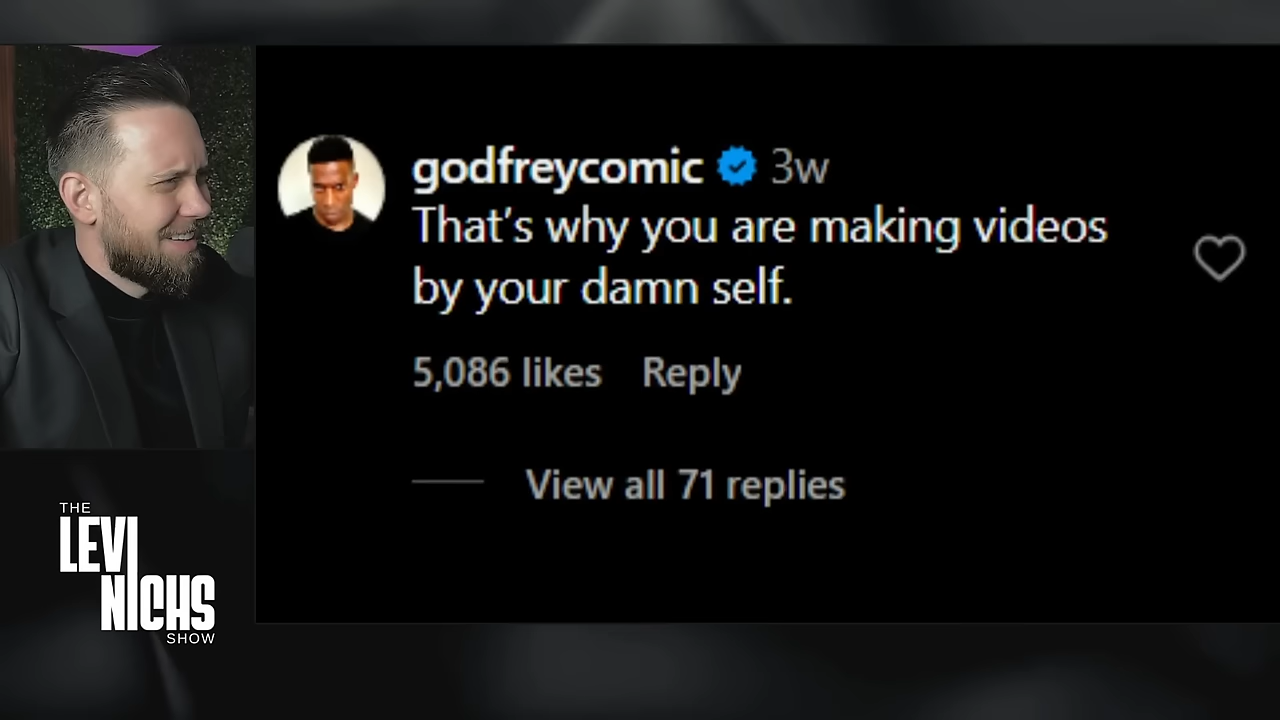 godfreycomic 3w
That's why you are making videos
by your damn self.
5,086 likes Reply
View all 71 replies
THE
LEVI
NICHS
SHOW